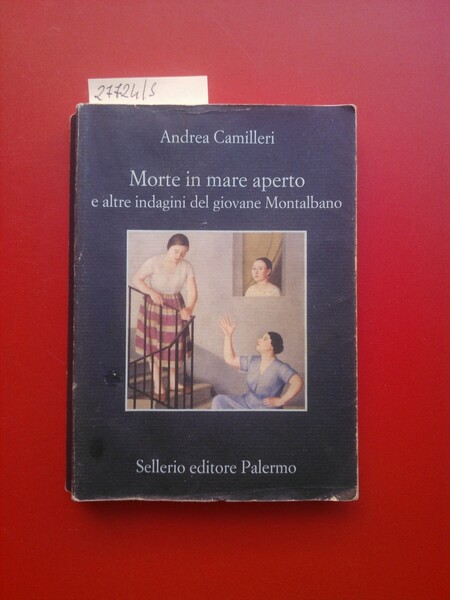 27724/S
Andrea Camilleri
Morte in mare aperto
e altre indagini del giovane Montalbano
Sellerio editore Palermo